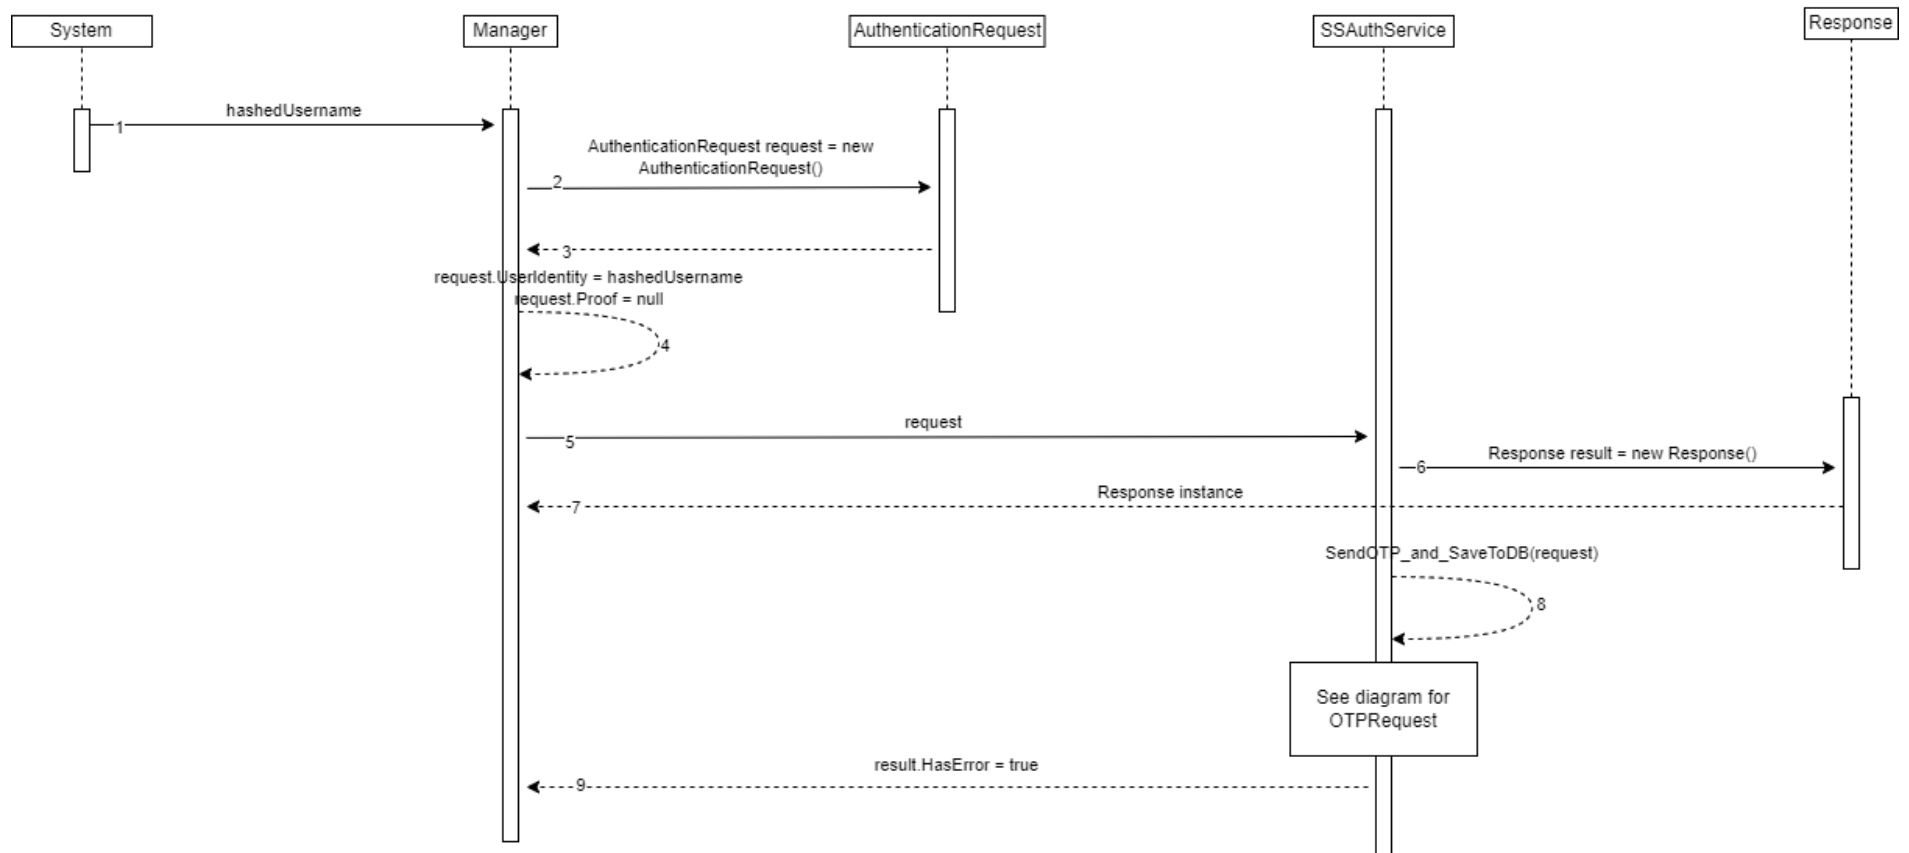 System
Manager
AuthenticationRequest
SSAuthService
Response
hashedUsername
1
AuthenticationRequest request = new
AuthenticationRequest()
2
3
request.UserIdentity = hashedUsername
request.Proof = null
4
request
5
Response result = new Response()
6
Response instance
7
SendOTP_and_SaveToDB(request)
8
See diagram for
OTPRequest
result.HasError = true
9